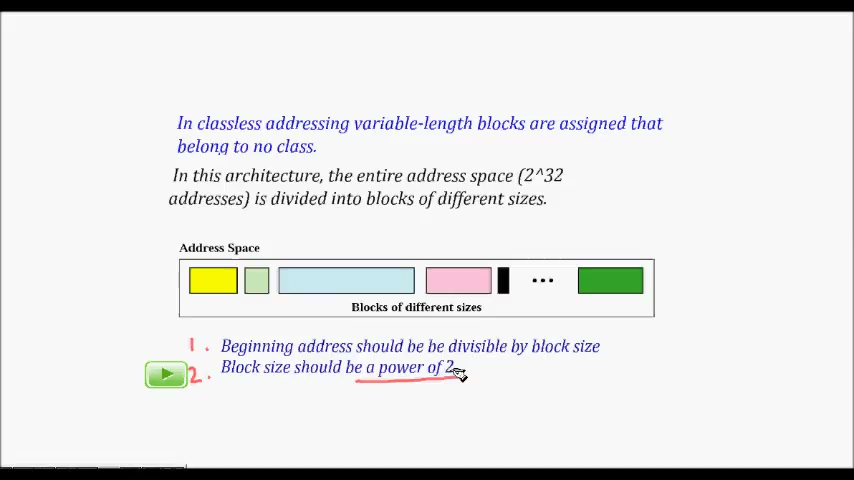 In classless addressing variable-length blocks are assigned that
belong to no class.
In this architecture, the entire address space (2^32
addresses) is divided into blocks of different sizes.
Address Space
...
Blocks of different sizes
1. Beginning address should be be divisible by block size
2. Block size should be a power of 2